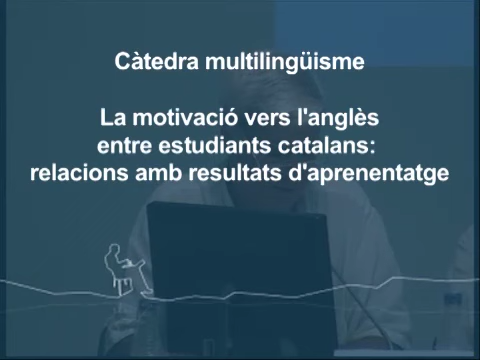 Càtedra multilingüisme
La motivació vers l'anglès
entre estudiants catalans:
relacions amb resultats d'aprenentatge